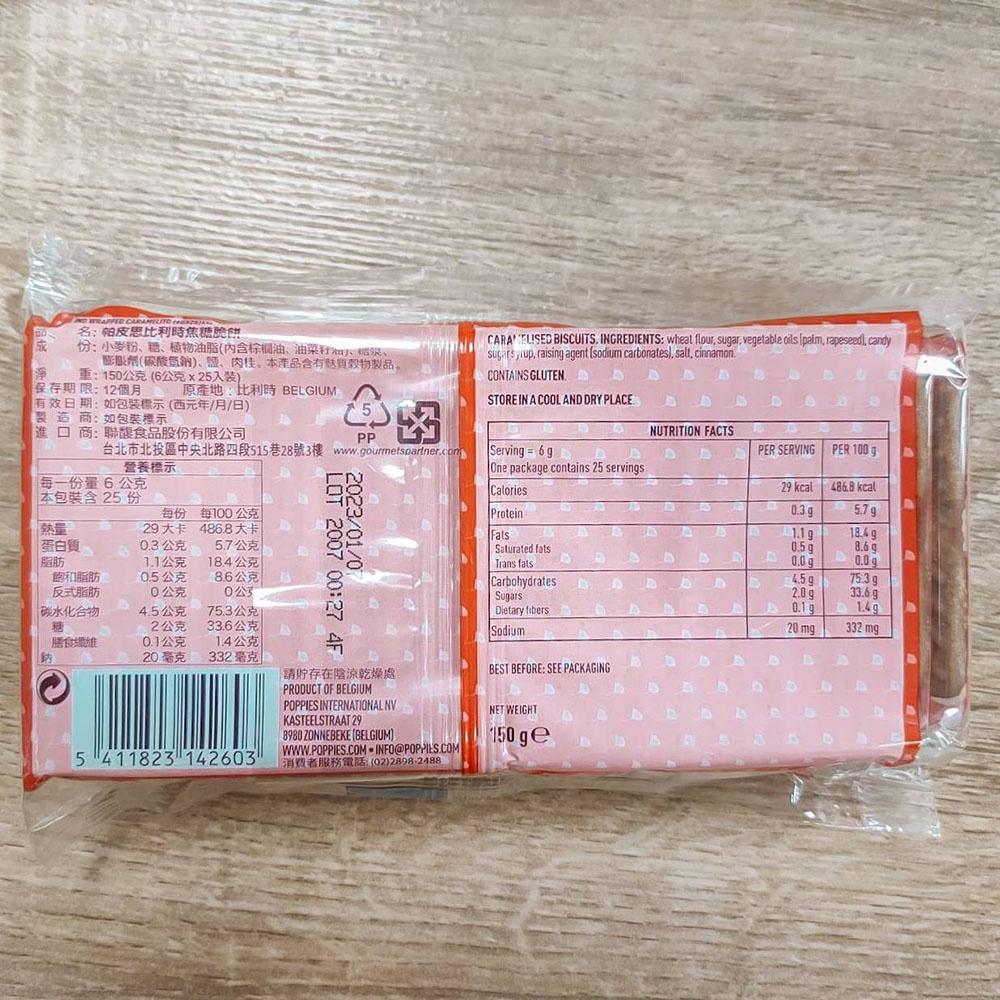 IND. WRAPPED CARAMELITO
品 名: 帕皮思比利時焦糖脆餅
成 份: 小麥粉、糖、植物油脂(內含棕櫚油、油菜籽油)、糖漿、
膨脹劑(碳酸氫鈉)、鹽、肉桂。本產品含有麩質穀物製品。
淨 重: 150公克 (6公克 x 25入裝)
保存期限: 12個月 原產地: 比利時 BELGIUM
有效日期: 如包裝標示 (西元年/月/日)
製 造 商: 如包裝標示
進 口 商: 聯馥食品股份有限公司
台北市北投區中央北路四段515巷28號3樓
5
PP
www.gourmetspartner.com
營養標示
每一份量 6 公克
本包裝含 25 份
每份 每100 公克
熱量 29 大卡 486.8 大卡
蛋白質 0.3 公克 5.7 公克
脂肪 1.1 公克 18.4 公克
飽和脂肪 0.5 公克 8.6 公克
反式脂肪 0 公克 0 公克
碳水化合物 4.5 公克 75.3 公克
糖 2 公克 33.6 公克
膳食纖維 0.1 公克 1.4 公克
鈉 20 毫克 332 毫克
2023/01/07
LOT 2007 00:27 4F
5 411823 142603
請貯存在陰涼乾燥處
PRODUCT OF BELGIUM
POPPIES INTERNATIONAL NV
KASTEELSTRAAT 29
8980 ZONNEBEKE (BELGIUM)
WWW.POPPIES.COM • INFO@POPPIES.COM
消費者服務電話: (02)2898-2488
CARAMELISED BISCUITS. INGREDIENTS: wheat flour, sugar, vegetable oils (palm, rapeseed), candy
sugar syrup, raising agent (sodium carbonates), salt, cinnamon.
CONTAINS GLUTEN.
STORE IN A COOL AND DRY PLACE
NUTRITION FACTS
Serving = 6 g PER SERVING PER 100 g
One package contains 25 servings
Calories 29 kcal 486.8 kcal
Protein 0.3 g 5.7 g
Fats 1.1 g 18.4 g
Saturated fats 0.5 g 8.6 g
Trans fats 0.0 g 0.0 g
Carbohydrates 4.5 g 75.3 g
Sugars 2.0 g 33.6 g
Dietary fibers 0.1 g 1.4 g
Sodium 20 mg 332 mg
BEST BEFORE: SEE PACKAGING
NET WEIGHT
150 g e